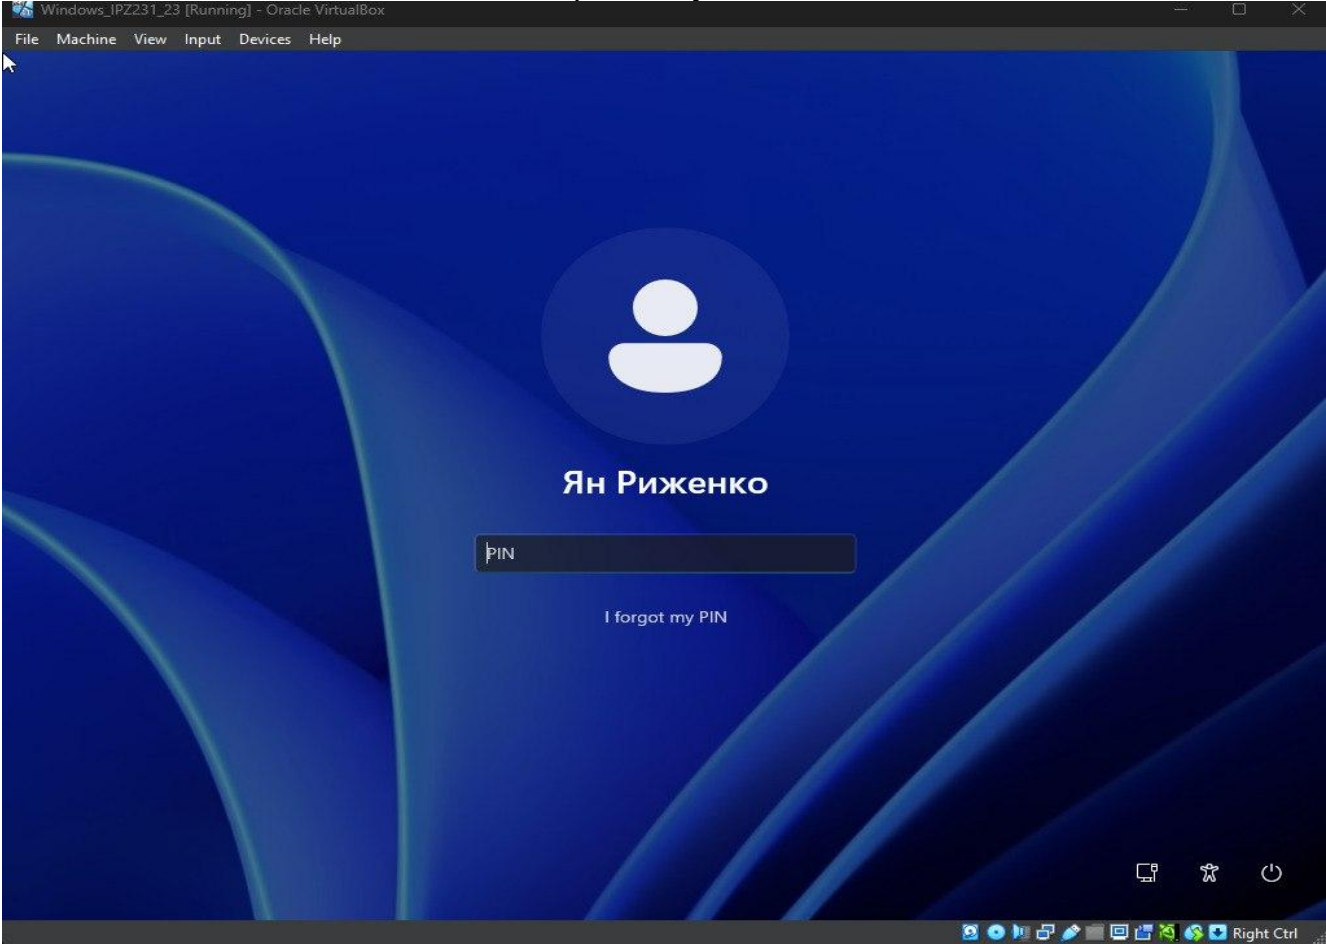 Windows_IPZ231_23 [Running] - Oracle VirtualBox
File Machine View Input Devices Help
Ян Риженко
PIN
I forgot my PIN
Right Ctrl